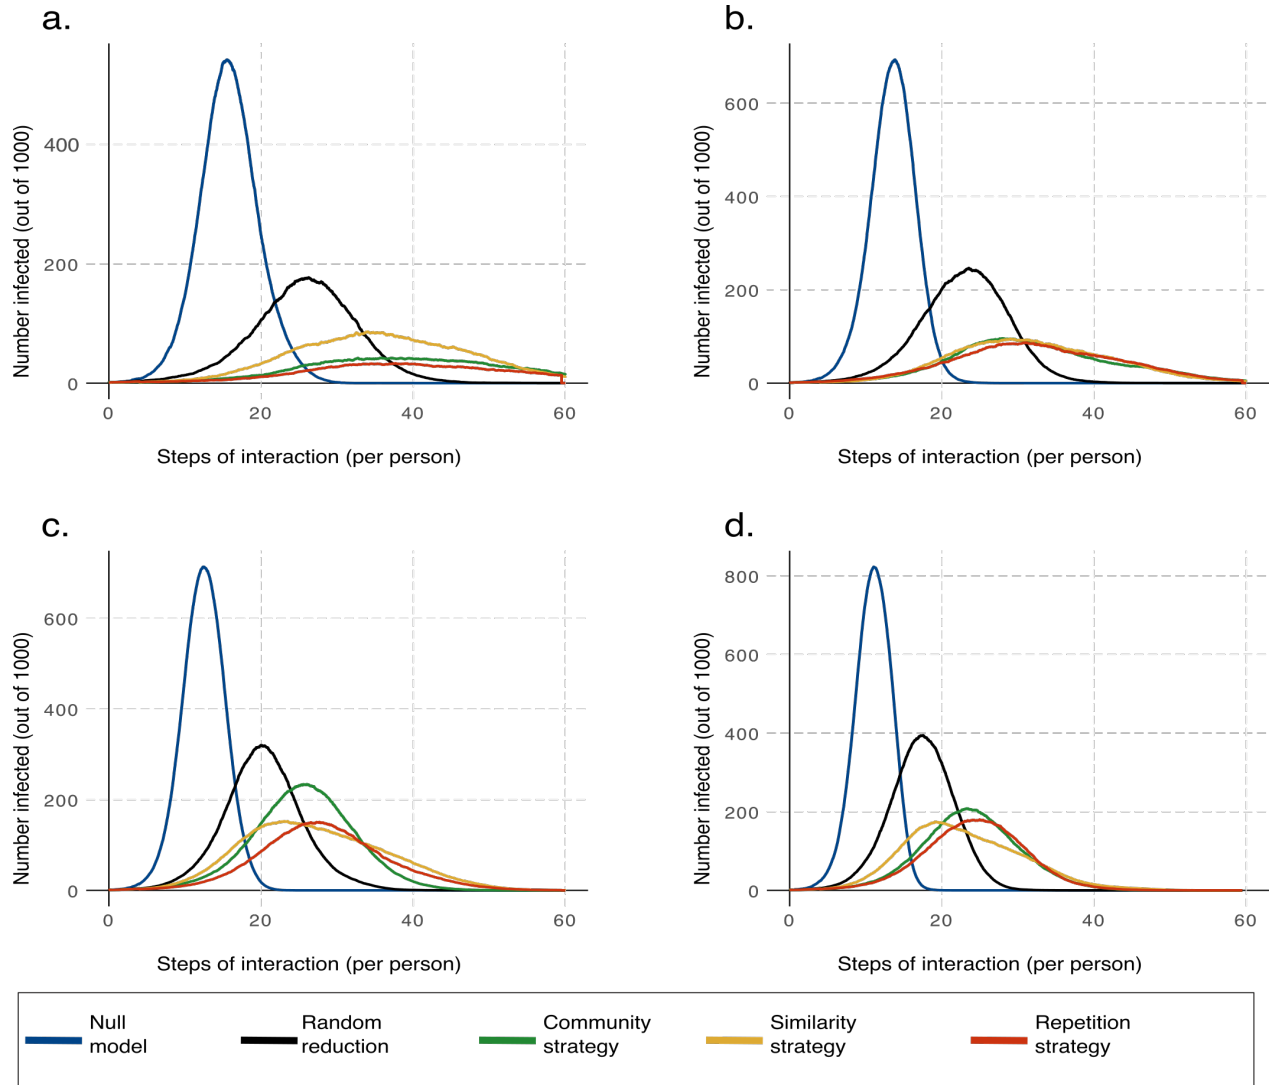 a.
Number infected (out of 1000)
400
200
0
0 20 40 60
Steps of interaction (per person)
b.
Number infected (out of 1000)
600
400
200
0
0 20 40 60
Steps of interaction (per person)
c.
Number infected (out of 1000)
600
400
200
0
0 20 40 60
Steps of interaction (per person)
d.
Number infected (out of 1000)
800
600
400
200
0
0 20 40 60
Steps of interaction (per person)
Null
model
Random
reduction
Community
strategy
Similarity
strategy
Repetition
strategy